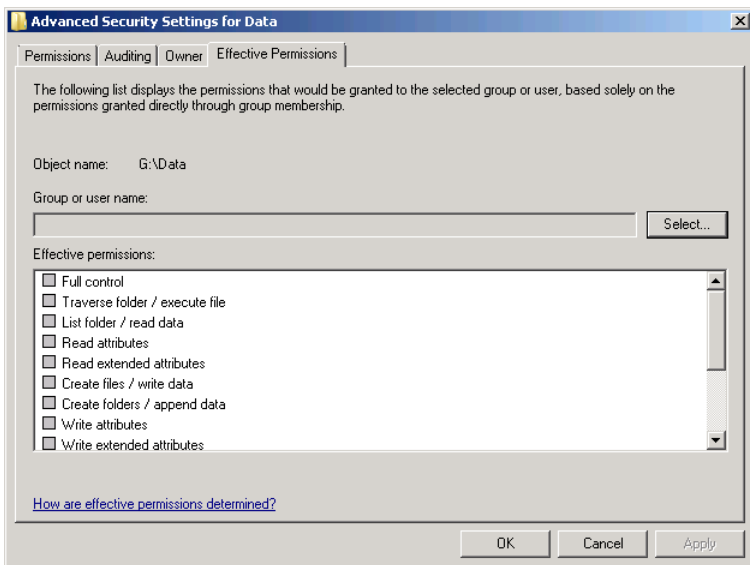 Advanced Security Settings for Data
Permissions Auditing Owner Effective Permissions
The following list displays the permissions that would be granted to the selected group or user, based solely on the
permissions granted directly through group membership.
Object name: G:\Data
Group or user name:
Select...
Effective permissions:
Full control
Traverse folder / execute file
List folder / read data
Read attributes
Read extended attributes
Create files / write data
Create folders / append data
Write attributes
Write extended attributes
How are effective permissions determined?
OK Cancel Apply